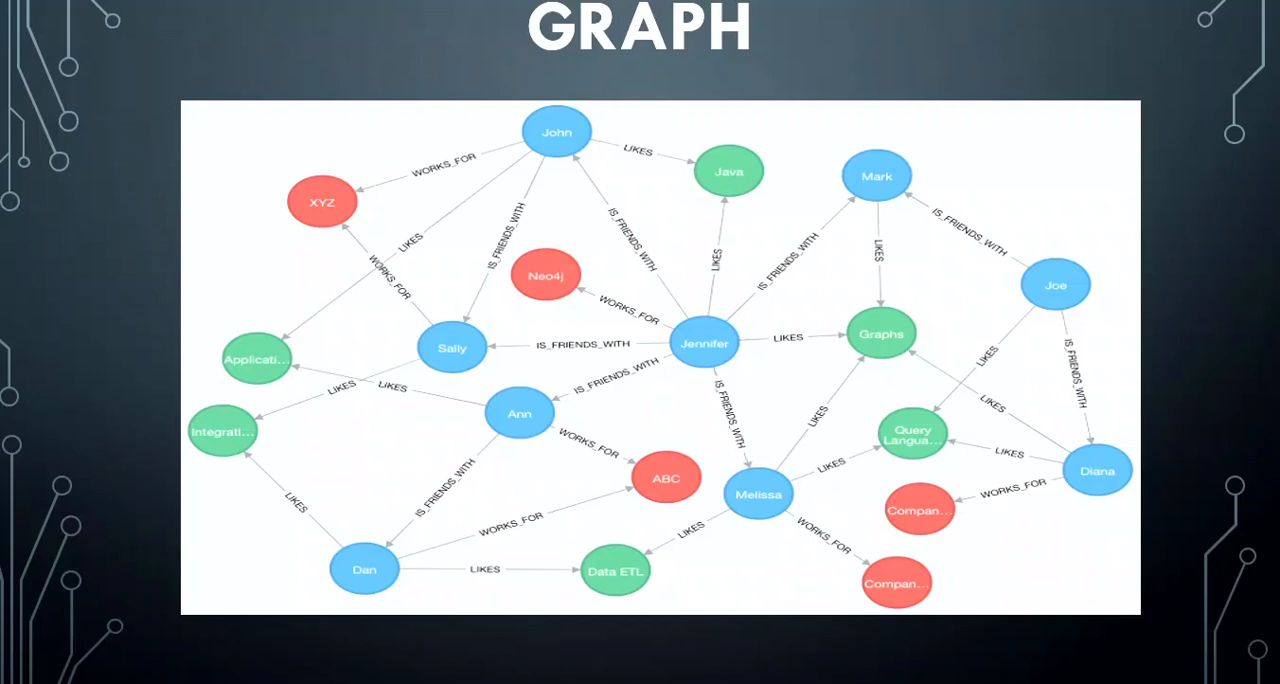 GRAPH
John
LIKES
WORKS_FOR
Java
Mark
XYZ
IS_FRIENDS_WITH
IS_FRIENDS_WITH
IS_FRIENDS_WITH
LIKES
LIKES
LIKES
IS_FRIENDS_WITH
WORKS_FOR
Neo4j
Joe
WORKS_FOR
Sally
IS_FRIENDS_WITH
Jennifer
LIKES
Graphs
Applicati...
LIKES
LIKES
IS_FRIENDS_WITH
LIKES
IS_FRIENDS_WITH
Integrati...
Ann
IS_FRIENDS_WITH
LIKES
LIKES
Query
Langua...
WORKS_FOR
LIKES
LIKES
Diana
ABC
IS_FRIENDS_WITH
Melissa
WORKS_FOR
LIKES
Compan...
WORKS_FOR
LIKES
WORKS_FOR
Dan
LIKES
Data ETL
Compan...